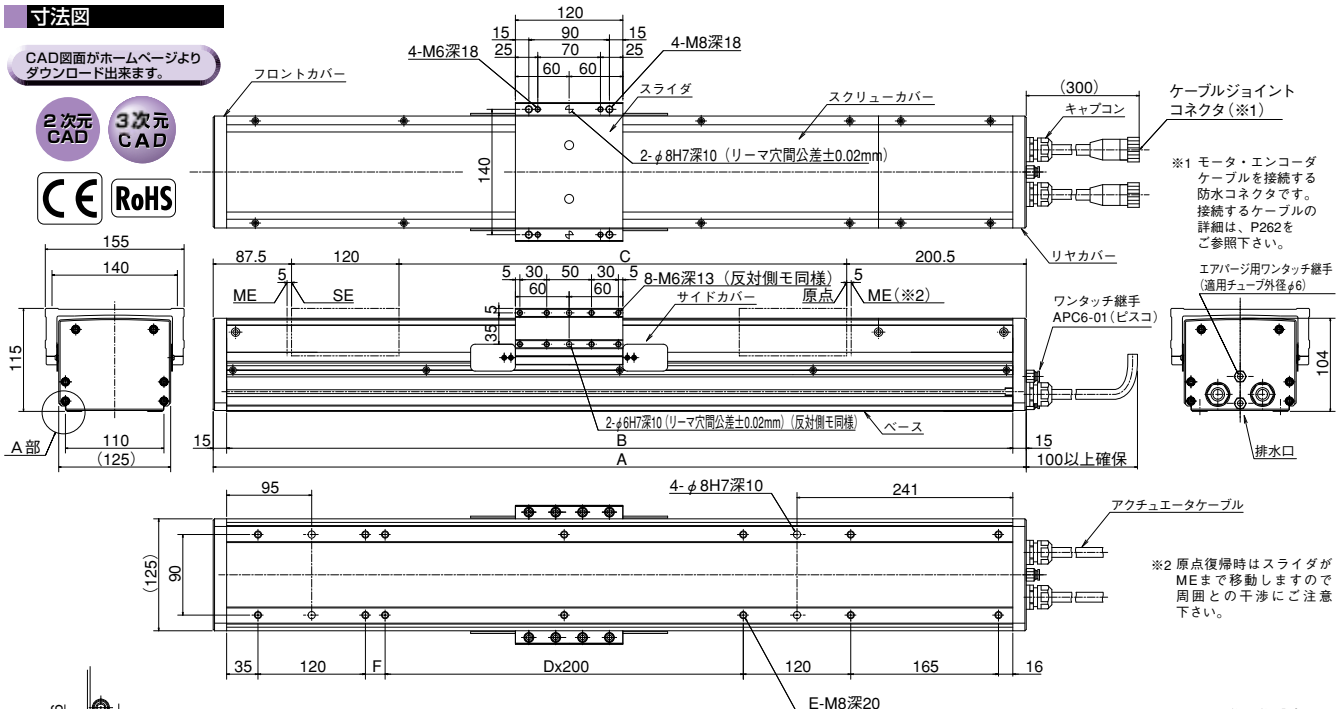 寸法図
CAD図面がホームページより
ダウンロード出来ます。
2次元
CAD
3次元
CAD
CE
RoHS
120
15
90
15
4-M6深18
25
70
25
4-M8深18
60
60
フロントカバー
スライダ
スクリューカバー
(300)
キャプコン
ケーブルジョイント
コネクタ(※1)
140
2-φ8H7深10(リーマ穴間公差±0.02mm)
※1 モータ・エンコーダ
ケーブルを接続する
防水コネクタです。
接続するケーブルの
詳細は、P262を
ご参照下さい。
リヤカバー
155
140
115
A部
110
(125)
87.5
120
C
200.5
5
ME
SE
5
30
50
30
5
60
60
8-M6深13(反対側モ同様)
サイドカバー
原点
5
ME(※2)
5
35
ワンタッチ継手
APC6-01(ピスコ)
エアパージ用ワンタッチ継手
(適用チューブ外径φ6)
104
排水口
2-φ6H7深10(リーマ穴間公差±0.02mm)(反対側モ同様)
ベース
15
B
15
A
100以上確保
95
4-φ8H7深10
241
アクチュエータケーブル
(125)
90
※2 原点復帰時はスライダが
MEまで移動しますので
周囲との干渉にご注意
下さい。
35
120
F
Dx200
120
165
16
E-M8深20